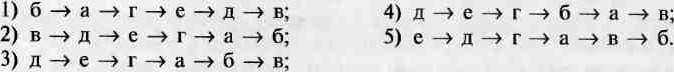 1) б → а → г → е → д → в;
2) в → д → е → г → а → б;
3) д → е → г → а → б → в;
4) д → е → г → б → а → в;
5) е → д → г → а → в → б.